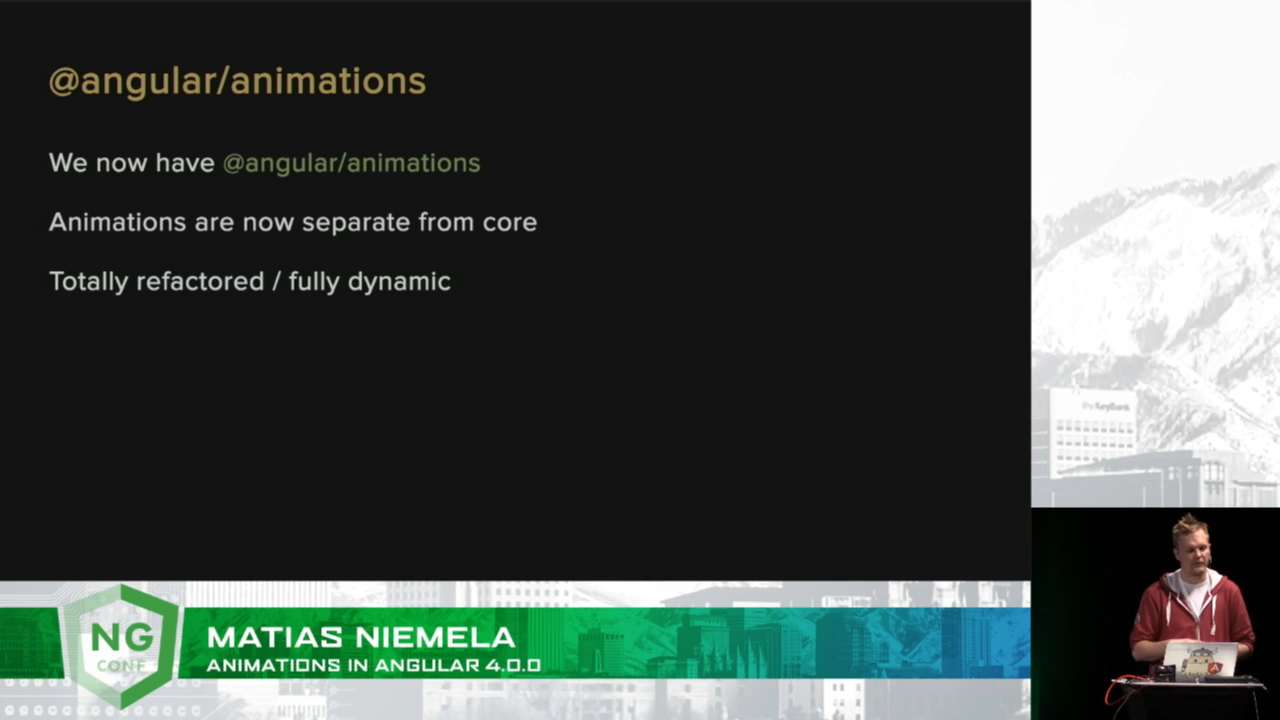 @angular/animations
We now have @angular/animations
Animations are now separate from core
Totally refactored / fully dynamic
KeyBank
NG
CONF
MATIAS NIEMELA
ANIMATIONS IN ANGULAR 4.0.0